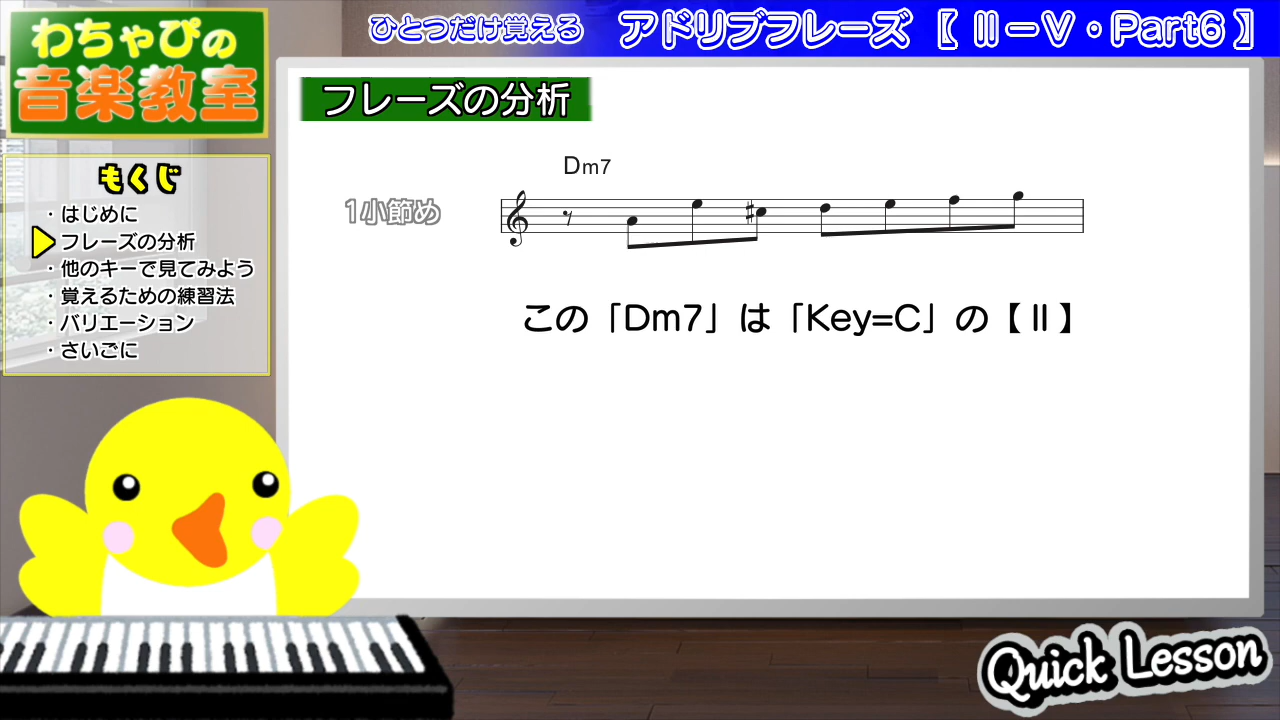 わちゃぴの
音楽教室
ひとつだけ覚える アドリブフレーズ 【 Ⅱ－Ⅴ・Part6 】
もくじ
・はじめに
フレーズの分析
・他のキーで見てみよう
・覚えるための練習法
・バリエーション
・さいごに
フレーズの分析
Dm7
1小節め
この「Dm7」は「Key=C」の【Ⅱ】
Quick Lesson